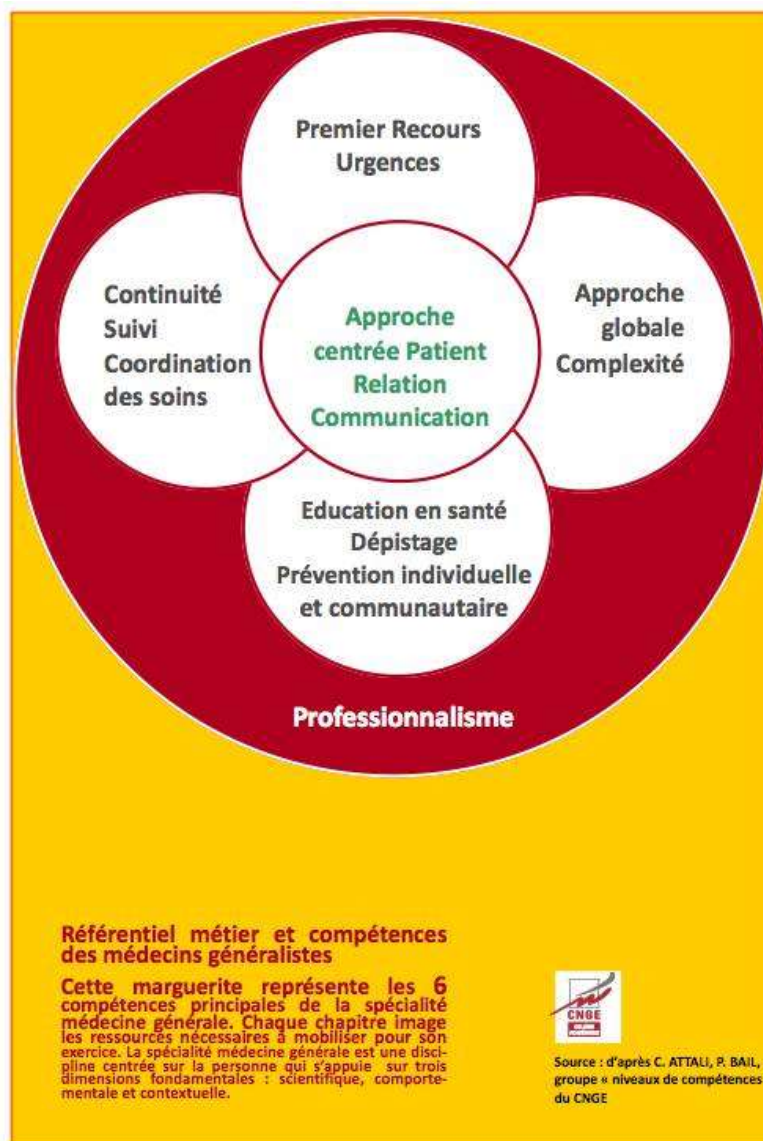 Premier Recours
Urgences
Continuité
Suivi
Coordination
des soins
Approche
centrée Patient
Relation
Communication
Approche
globale
Complexité
Education en santé
Dépistage
Prévention individuelle
et communautaire
Professionnalisme
Référentiel métier et compétences
des médecins généralistes
Cette marguerite représente les 6
compétences principales de la spécialité
médecine générale. Chaque chapitre image
les ressources nécessaires à mobiliser pour son
exercice. La spécialité médecine générale est une disci-
pline centrée sur la personne qui s'appuie sur trois
dimensions fondamentales : scientifique, comporte-
mentale et contextuelle.
CNGE
Source : d'après C. ATTALI, P. BAIL,
groupe « niveaux de compétences
du CNGE